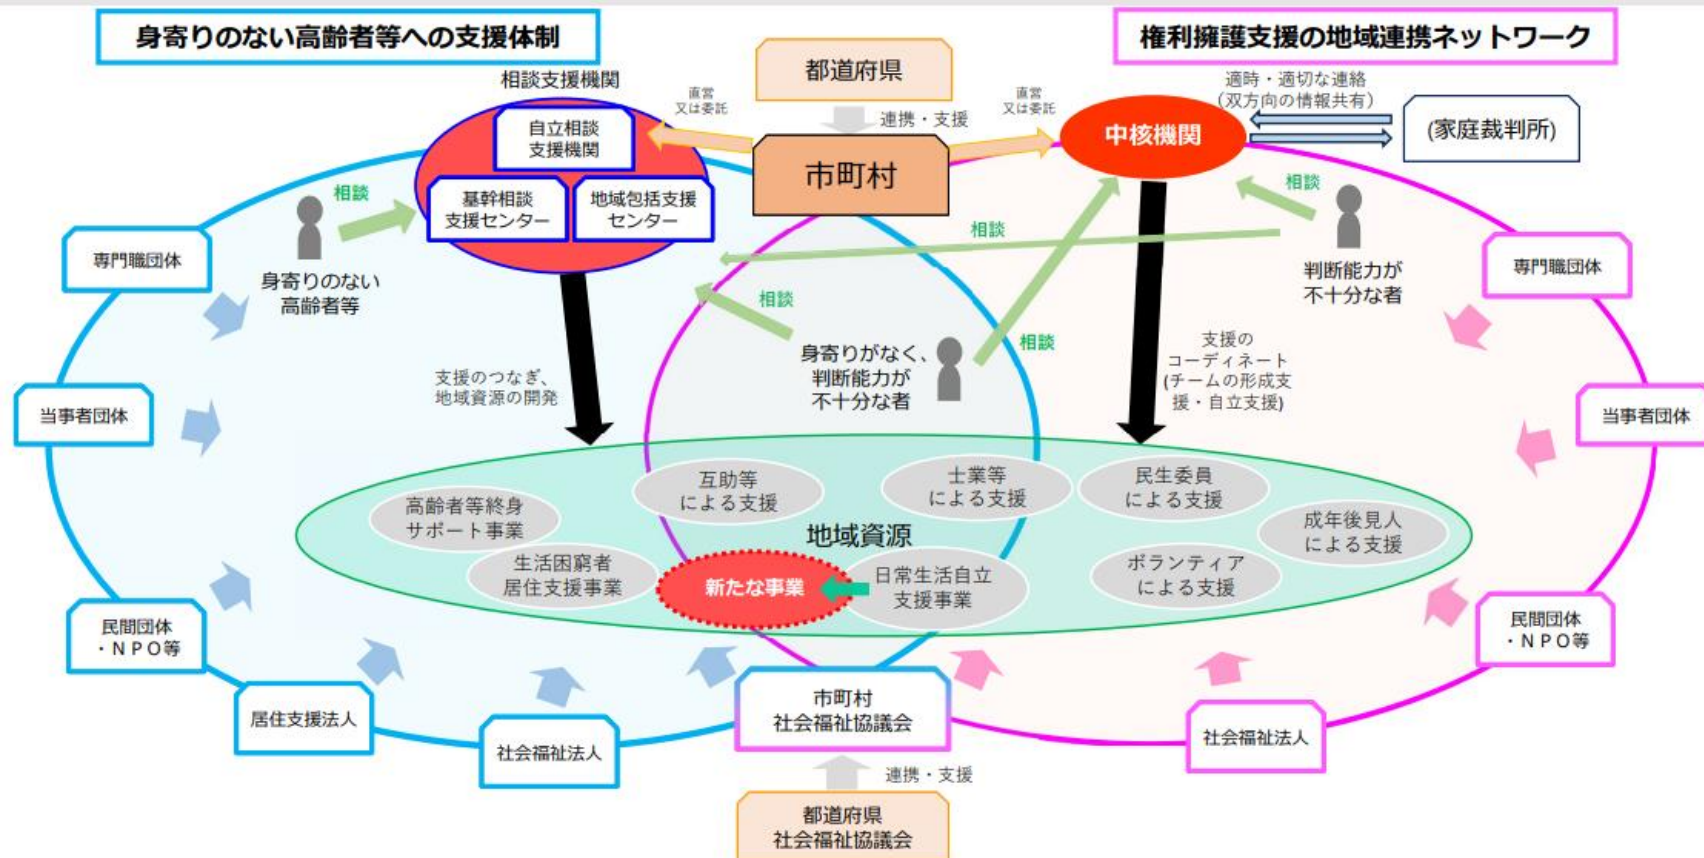 身寄りのない高齢者等への支援体制
権利擁護支援の地域連携ネットワーク
都道府県
連携・支援
市町村
直営
又は委託
直営
又は委託
相談支援機関
自立相談
支援機関
基幹相談
支援センター
地域包括支援
センター
中核機関
適時・適切な連絡
(双方向の情報共有)
(家庭裁判所)
相談
身寄りのない
高齢者等
相談
判断能力が
不十分な者
相談
相談
相談
身寄りがなく、
判断能力が
不十分な者
支援のつなぎ、
地域資源の開発
支援の
コーディネート
(チームの形成支
援・自立支援)
専門職団体
当事者団体
民間団体
・NPO等
居住支援法人
社会福祉法人
専門職団体
当事者団体
民間団体
・NPO等
社会福祉法人
地域資源
高齢者等終身
サポート事業
互助等
による支援
士業等
による支援
民生委員
による支援
成年後見人
による支援
生活困窮者
居住支援事業
新たな事業
日常生活自立
支援事業
ボランティア
による支援
市町村
社会福祉協議会
連携・支援
都道府県
社会福祉協議会